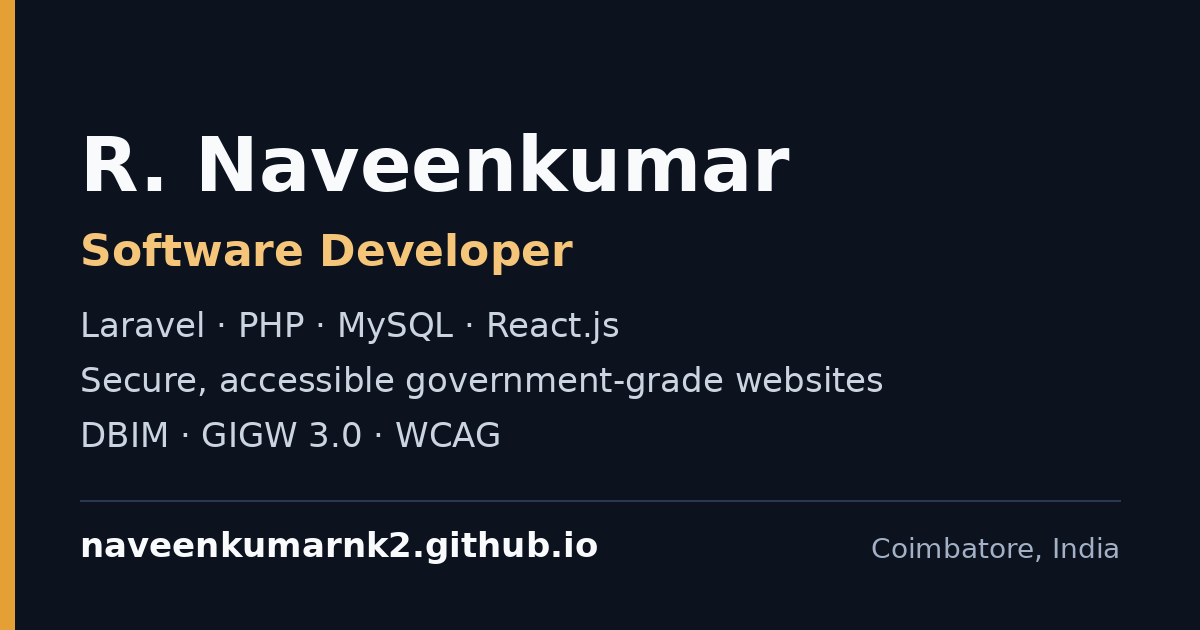 R. Naveenkumar
Software Developer
Laravel · PHP · MySQL · React.js
Secure, accessible government-grade websites
DBIM · GIGW 3.0 · WCAG
naveenkumarnk2.github.io
Coimbatore, India